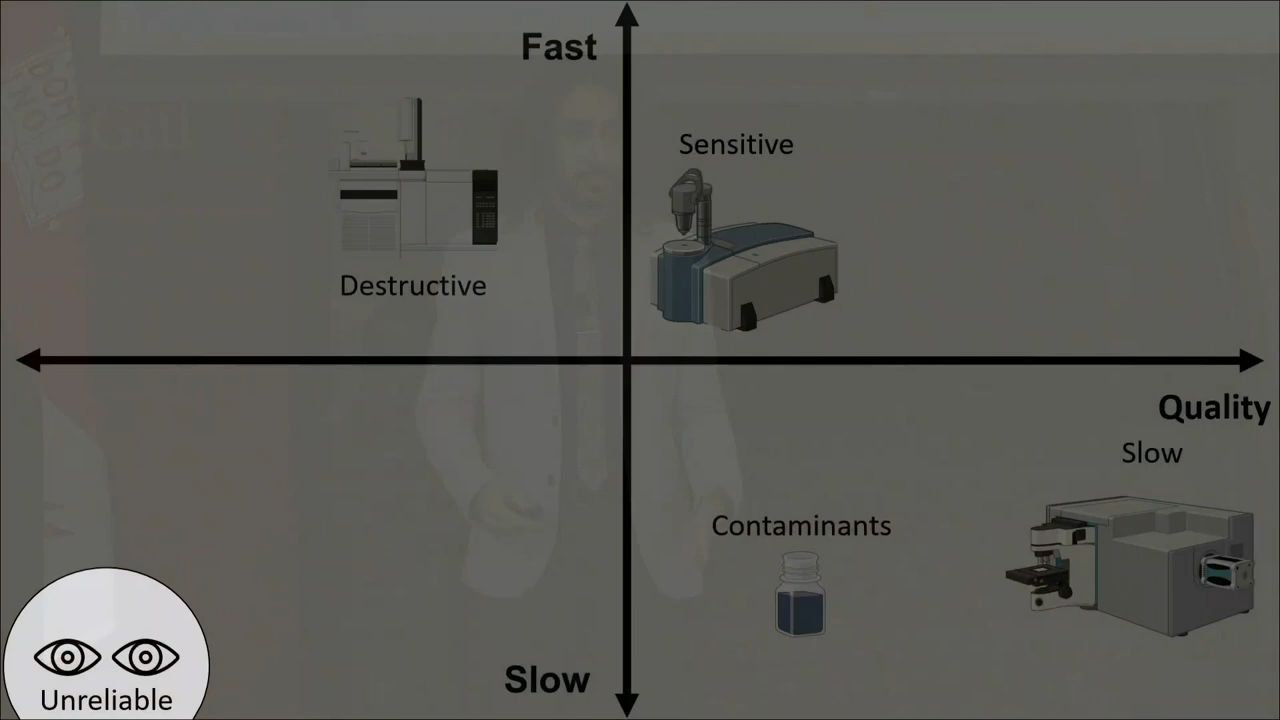 Fast
Sensitive
Destructive
Quality
Slow
Contaminants
Unreliable
Slow